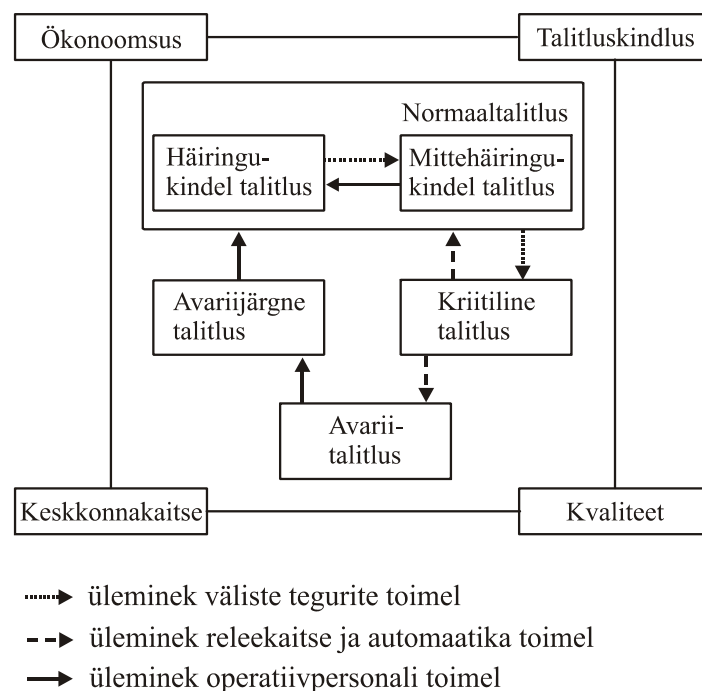 Ökonoomsus
Talitluskindlus
Normaaltalitlus
Häiringu-
kindel talitlus
Mittehäiringu-
kindel talitlus
Avariijärgne
talitlus
Kriitiline
talitlus
Avarii-
talitlus
Keskkonnakaitse
Kvaliteet
üleminek väliste tegurite toimel
üleminek releekaitse ja automaatika toimel
üleminek operatiivpersonali toimel